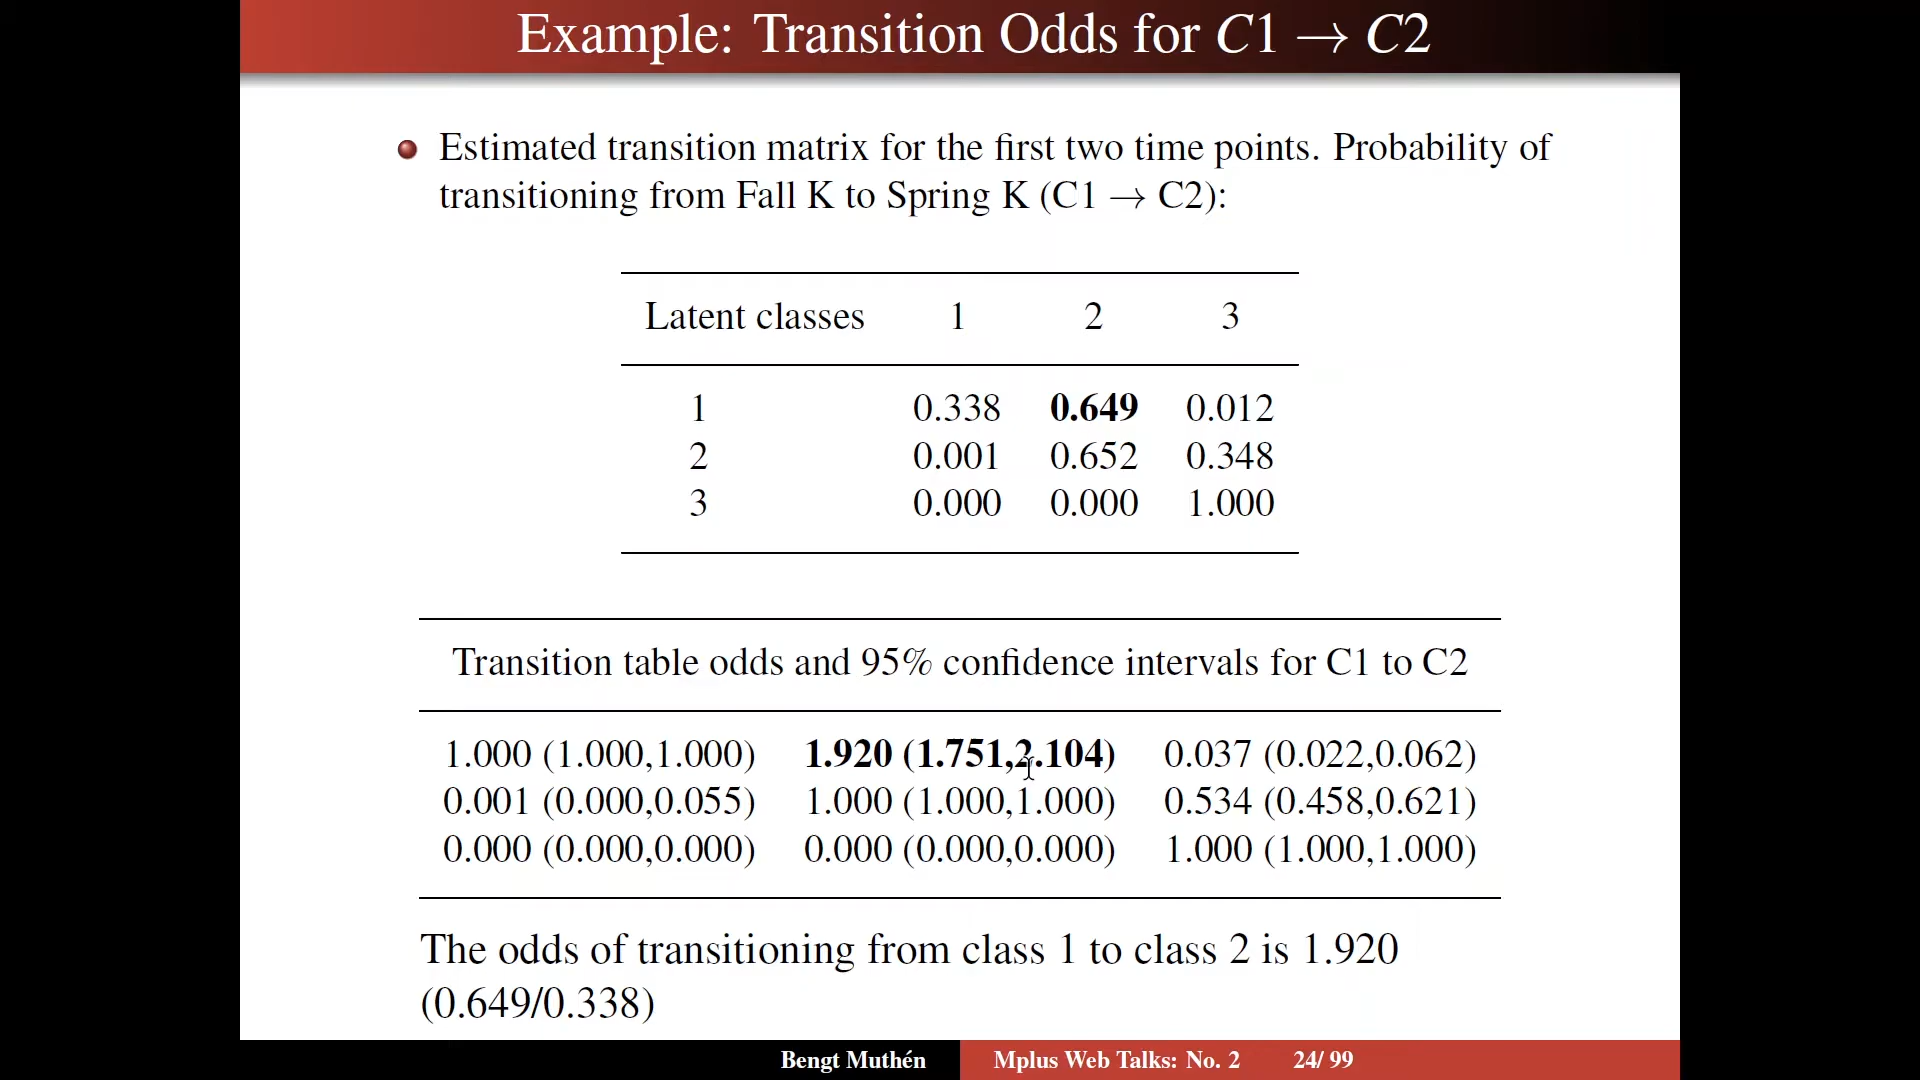 Example: Transition Odds for C1 → C2
Estimated transition matrix for the first two time points. Probability of
transitioning from Fall K to Spring K (C1 → C2):
Latent classes 1 2 3
1 0.338 0.649 0.012
2 0.001 0.652 0.348
3 0.000 0.000 1.000
Transition table odds and 95% confidence intervals for C1 to C2
1.000 (1.000,1.000) 1.920 (1.751,2.104) 0.037 (0.022,0.062)
0.001 (0.000,0.055) 1.000 (1.000,1.000) 0.534 (0.458,0.621)
0.000 (0.000,0.000) 0.000 (0.000,0.000) 1.000 (1.000,1.000)
The odds of transitioning from class 1 to class 2 is 1.920
(0.649/0.338)
Bengt Muthén Mplus Web Talks: No. 2 24/ 99